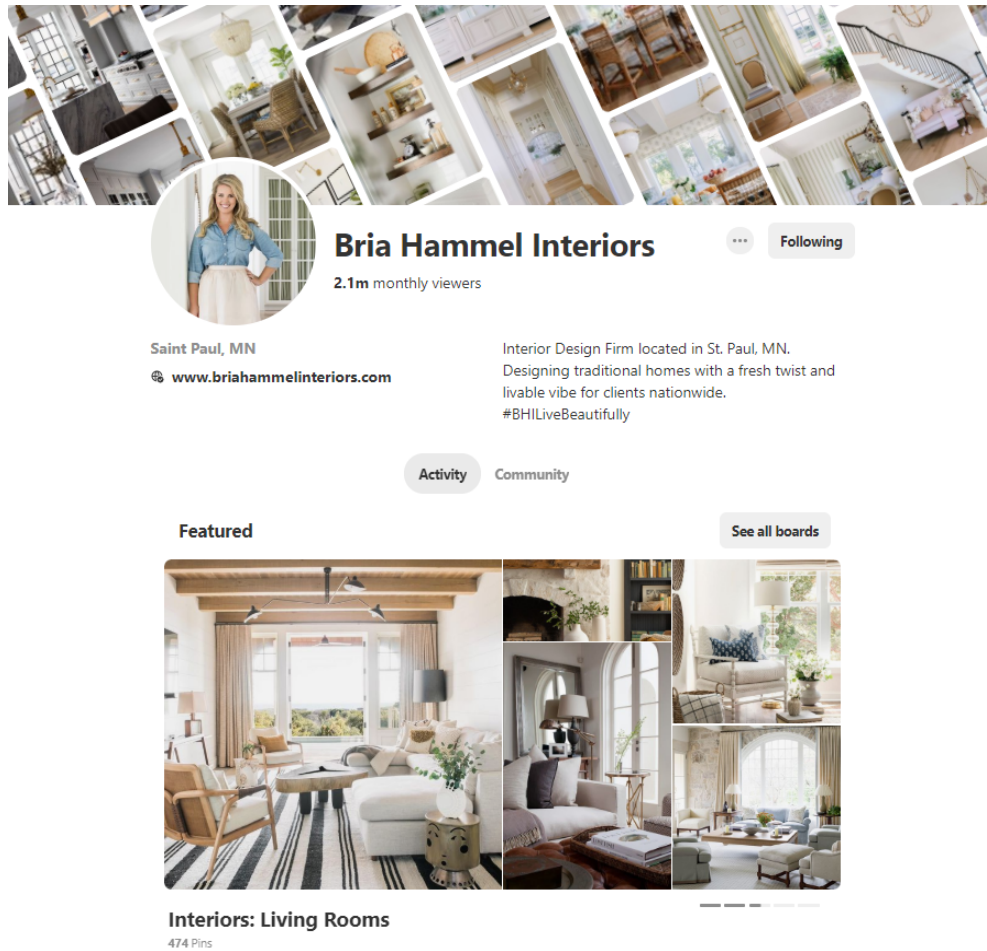 Bria Hammel Interiors
Following
2.1m monthly viewers
Saint Paul, MN
www.briahammelinteriors.com
Interior Design Firm located in St. Paul, MN.
Designing traditional homes with a fresh twist and
livable vibe for clients nationwide.
#BHILiveBeautifully
Activity
Community
Featured
See all boards
Interiors: Living Rooms
474 Pins